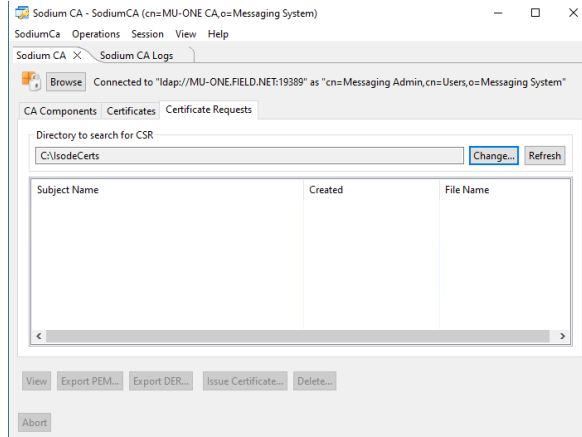 Sodium CA - SodiumCA (cn=MU-ONE CA,o=Messaging System)
SodiumCa Operations Session View Help
Sodium CA Sodium CA Logs
Browse Connected to "ldap://MU-ONE.FIELD.NET:19389" as "cn=Messaging Admin,cn=Users,o=Messaging System"
CA Components Certificates Certificate Requests
Directory to search for CSR
C:\IsodeCerts Change... Refresh
Subject Name Created File Name
View Export PEM... Export DER... Issue Certificate... Delete...
Abort